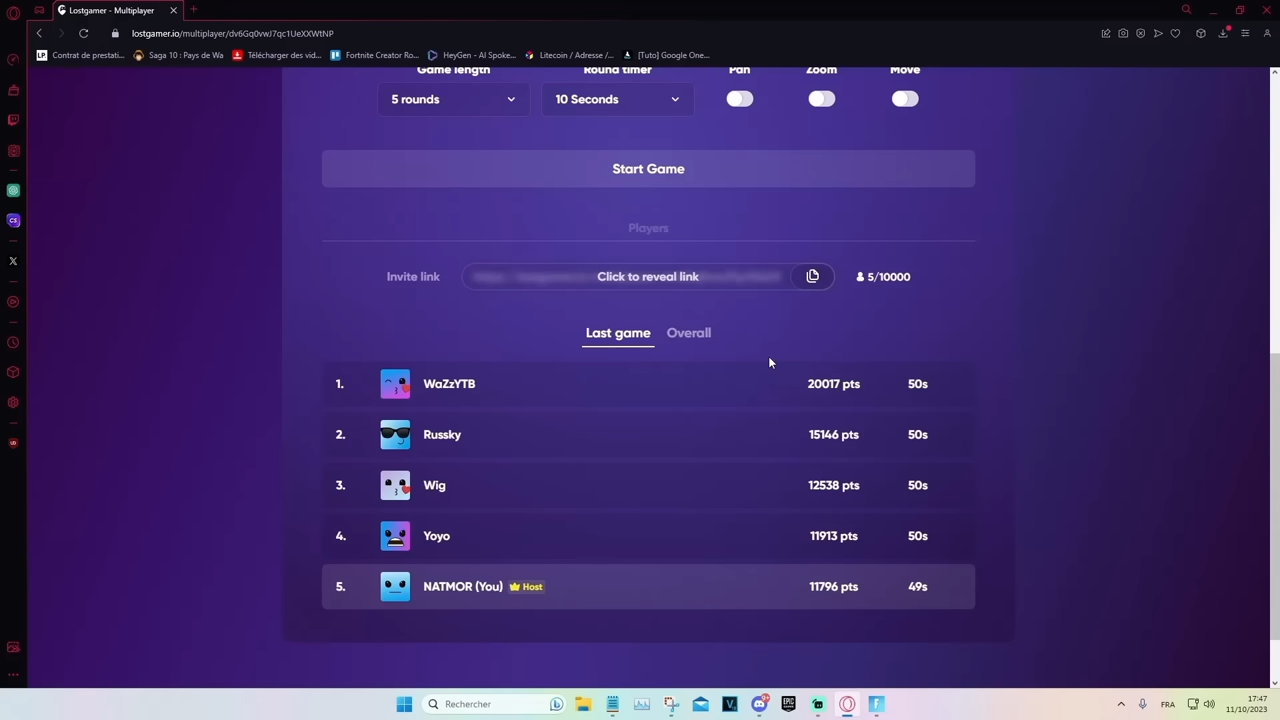 Lostgamer - Multiplayer
lostgamer.io/multiplayer/dv6Gq0vwJ7qc1UeXXWtNP
LP Contrat de prestati...
Saga 10 : Pays de Wa
Télécharger des vid...
Fortnite Creator Ro...
HeyGen - AI Spoke...
Litecoin / Adresse /...
[Tuto] Google One...
Game length
Round timer
Pan
Zoom
Move
5 rounds
10 Seconds
Start Game
Players
Invite link
Click to reveal link
5/10000
Last game
Overall
1. WaZzYTB 20017 pts 50s
2. Russky 15146 pts 50s
3. Wig 12538 pts 50s
4. Yoyo 11913 pts 50s
5. NATMOR (You) Host 11796 pts 49s
Rechercher
FRA
17:47
11/10/2023